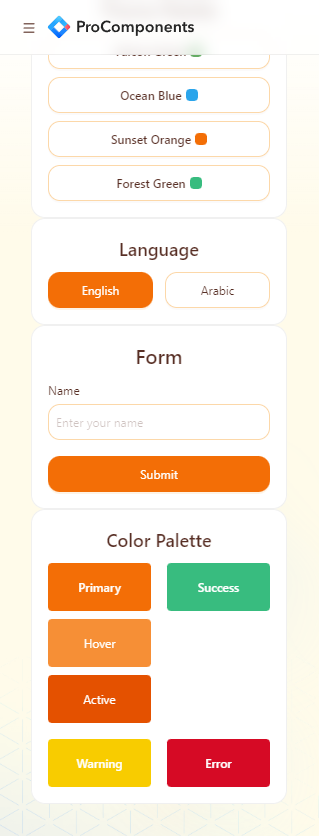 ProComponents
Ocean Blue
Sunset Orange
Forest Green
Language
English Arabic
Form
Name
Enter your name
Submit
Color Palette
Primary Success
Hover
Active
Warning Error